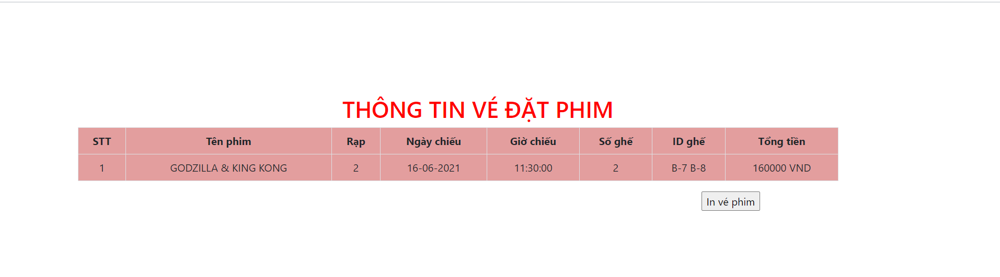 THÔNG TIN VÉ ĐẶT PHIM
STT Tên phim Rạp Ngày chiếu Giờ chiếu Số ghế ID ghế Tổng tiền
1 GODZILLA & KING KONG 2 16-06-2021 11:30:00 2 B-7 B-8 160000 VND
In vé phim